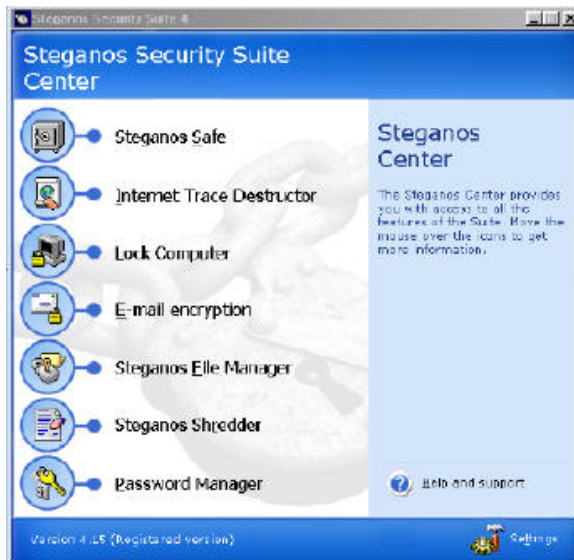 Steganos Security Suite 4
Steganos Security Suite
Center
Steganos Safe
Internet Trace Destructor
Lock Computer
E-mail encryption
Steganos File Manager
Steganos Shredder
Password Manager
Steganos
Center
The Steganos Center provides
you with access to all the
features of the Suite. Move the
mouse over the icons to get
more information.
Help and support
Version 4.15 (Registered version)
Settings